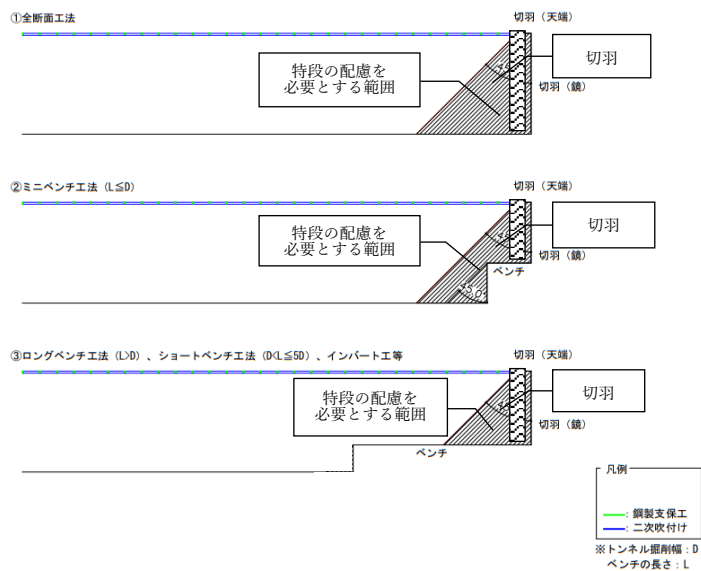 ①全断面工法
切羽（天端）
特段の配慮を
必要とする範囲
切羽
切羽（鏡）
②ミニベンチ工法（L≦D）
切羽（天端）
特段の配慮を
必要とする範囲
切羽
切羽（鏡）
ベンチ
45.0
③ロングベンチ工法（L>D）、ショートベンチ工法（D<L≦5D）、インバート工等
切羽（天端）
特段の配慮を
必要とする範囲
切羽
切羽（鏡）
ベンチ
凡例
：鋼製支保工
：二次吹付け
※トンネル掘削幅：D
ベンチの長さ：L